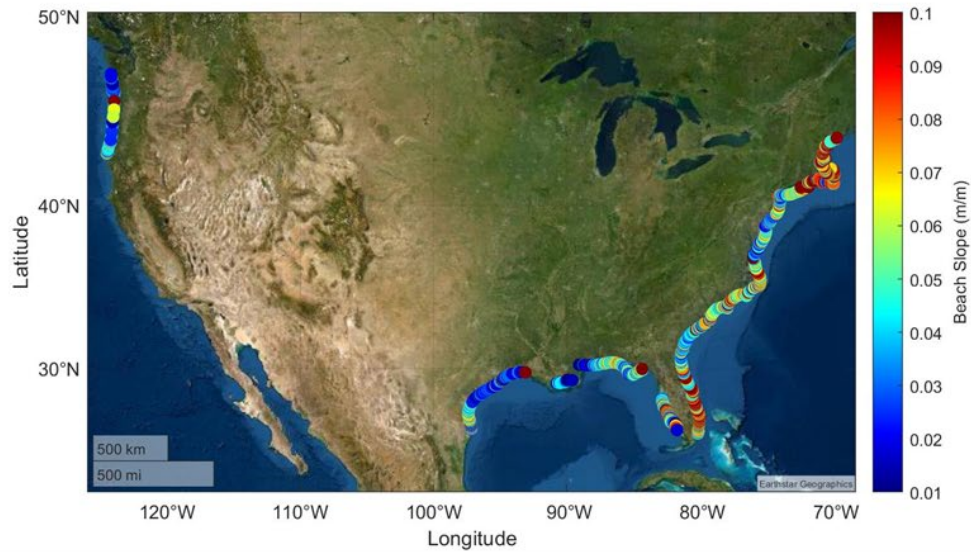 50°N
40°N
30°N
Latitude
500 km
500 mi
Earthstar Geographics
120°W 110°W 100°W 90°W 80°W 70°W
Longitude
0.1
0.09
0.08
0.07
0.06
0.05
0.04
0.03
0.02
0.01
Beach Slope (m/m)